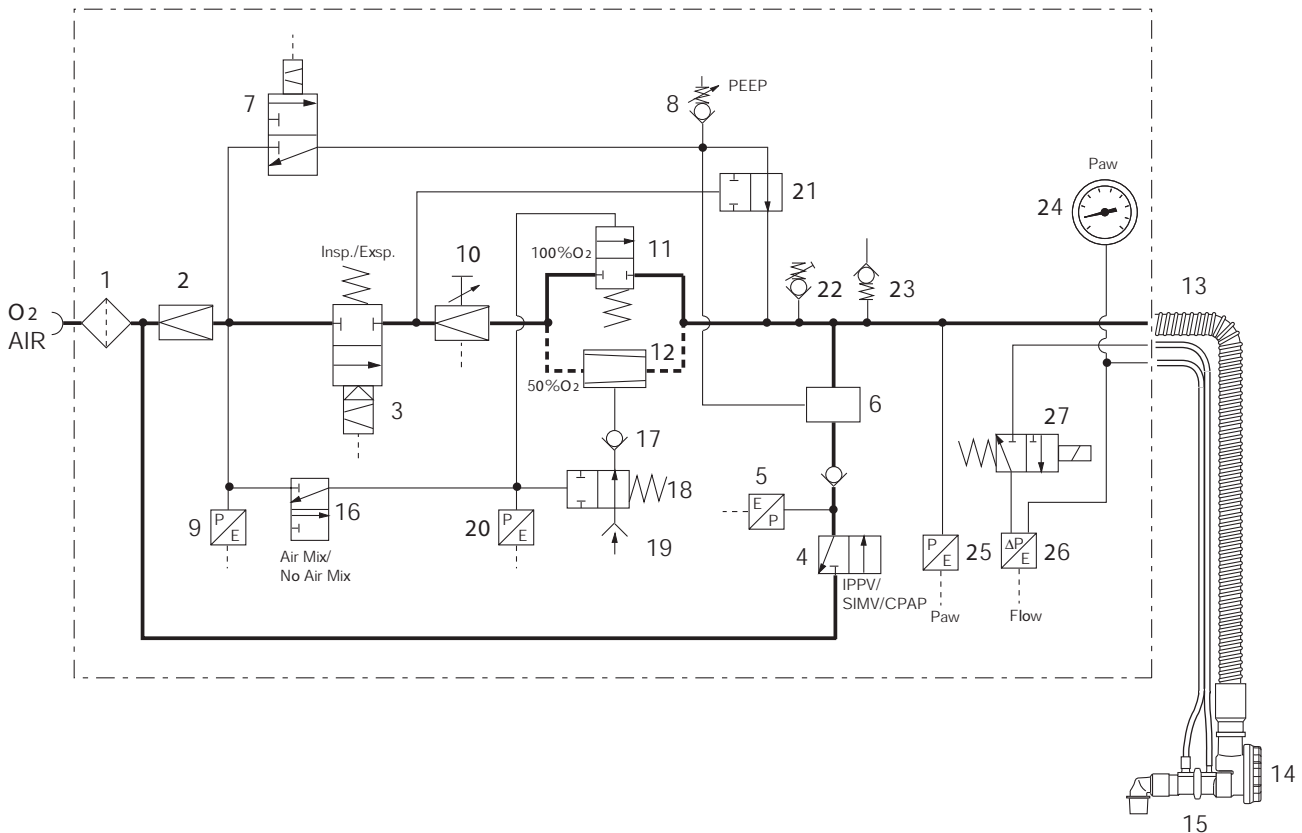 7
8
PEEP
21
Paw
24
Insp./Exsp.
10
100%O2
11
1
2
22
23
13
O2
AIR
12
50%O2
3
6
17
27
5
E
P
18
9
P
E
16
20
P
E
19
4
P
E
25
ΔP
E
26
Air Mix/
No Air Mix
IPPV/
SIMV/CPAP
Paw
Flow
14
15